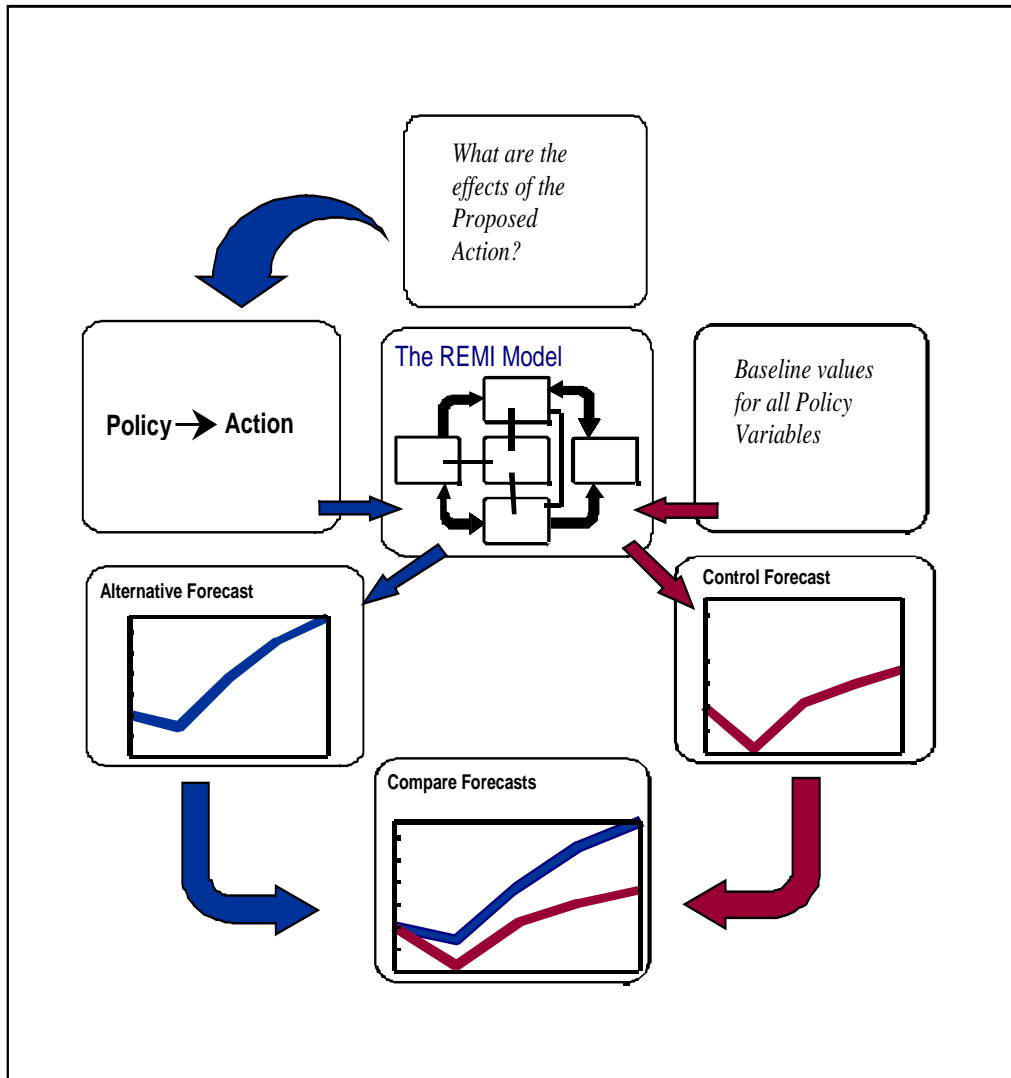 What are the
effects of the
Proposed
Action?
Policy → Action
The REMI Model
Baseline values
for all Policy
Variables
Alternative Forecast
Control Forecast
Compare Forecasts